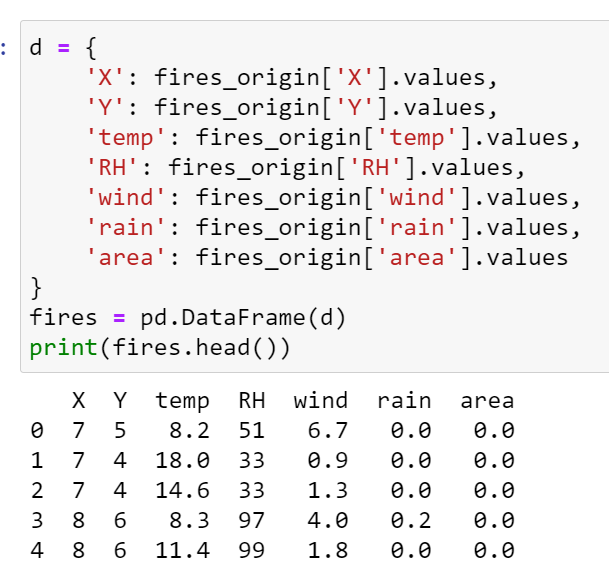 : d = {
    'X': fires_origin['X'].values,
    'Y': fires_origin['Y'].values,
    'temp': fires_origin['temp'].values,
    'RH': fires_origin['RH'].values,
    'wind': fires_origin['wind'].values,
    'rain': fires_origin['rain'].values,
    'area': fires_origin['area'].values
}
fires = pd.DataFrame(d)
print(fires.head())
   X  Y  temp  RH  wind  rain  area
0  7  5   8.2  51   6.7   0.0   0.0
1  7  4  18.0  33   0.9   0.0   0.0
2  7  4  14.6  33   1.3   0.0   0.0
3  8  6   8.3  97   4.0   0.2   0.0
4  8  6  11.4  99   1.8   0.0   0.0